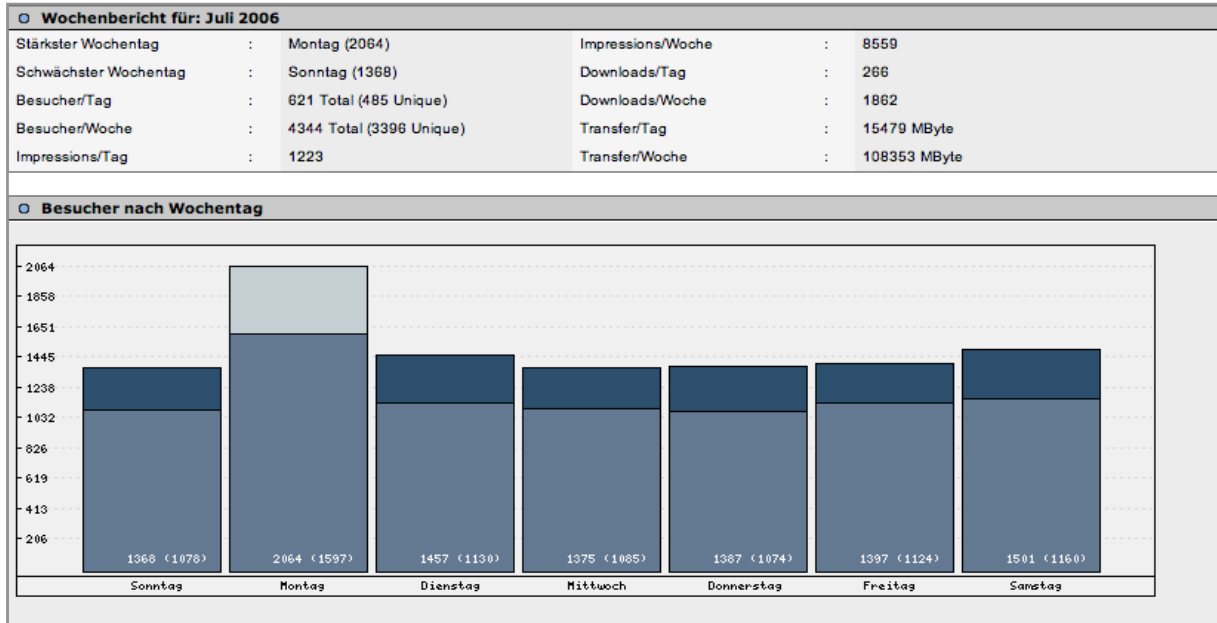 Wochenbericht für: Juli 2006
Stärkster Wochentag : Montag (2064) Impressions/Woche : 8559
Schwächster Wochentag : Sonntag (1368) Downloads/Tag : 266
Besucher/Tag : 621 Total (485 Unique) Downloads/Woche : 1862
Besucher/Woche : 4344 Total (3396 Unique) Transfer/Tag : 15479 MByte
Impressions/Tag : 1223 Transfer/Woche : 108353 MByte
Besucher nach Wochentag
2064
1858
1651
1445
1238
1032
826
619
413
206
1368 (1078) 2064 (1597) 1457 (1130) 1375 (1085) 1387 (1074) 1397 (1124) 1501 (1160)
Sonntag Montag Dienstag Mittwoch Donnerstag Freitag Samstag